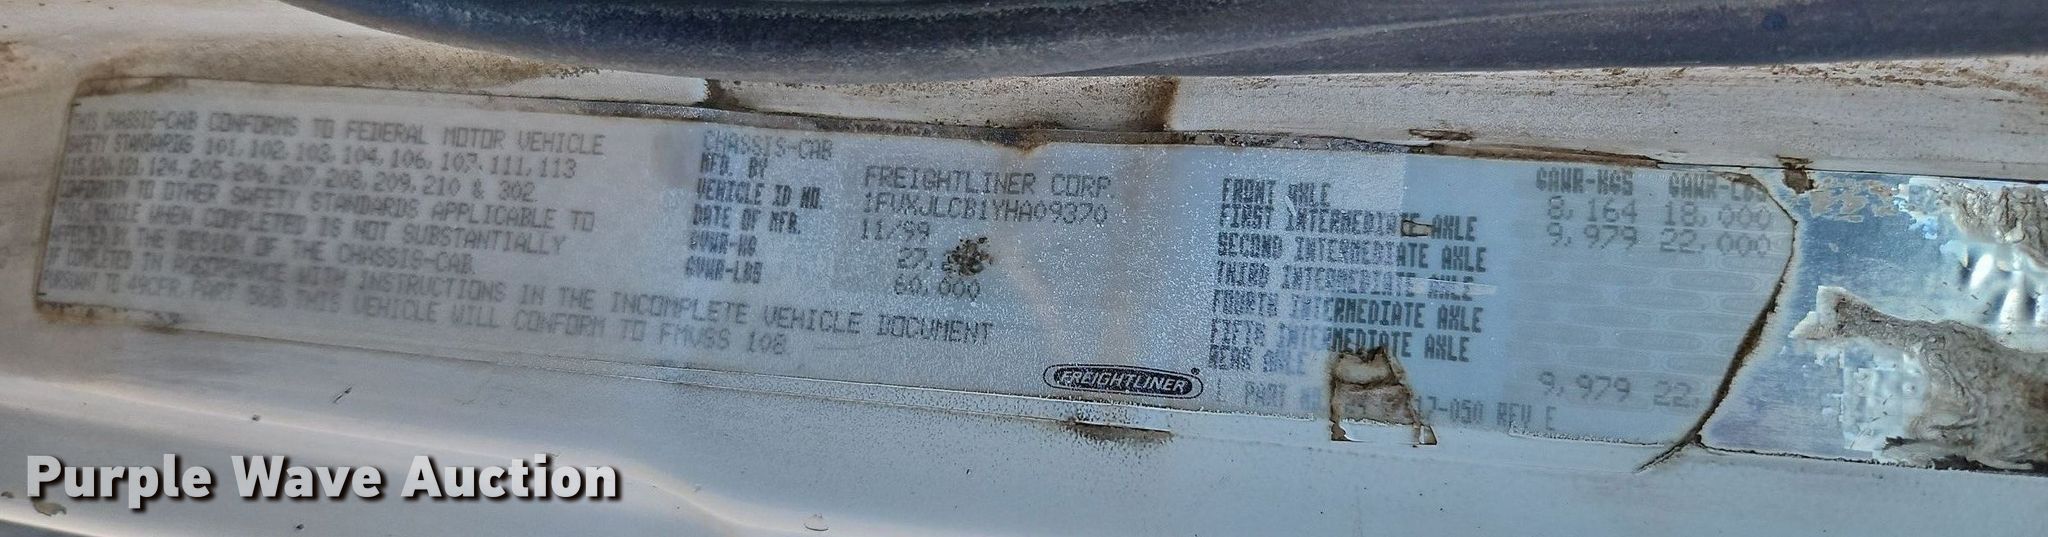 THIS CHASSIS-CAB CONFORMS TO FEDERAL MOTOR VEHICLE
SAFETY STANDARDS 101, 102, 103, 104, 106, 107, 111, 113
115, 120, 121, 124, 205, 206, 207, 208, 209, 210 & 302.
CONFORMITY TO OTHER SAFETY STANDARDS APPLICABLE TO
THIS VEHICLE WHEN COMPLETED IS NOT SUBSTANTIALLY
AFFECTED BY THE DESIGN OF THE CHASSIS-CAB.
IF COMPLETED IN ACCORDANCE WITH INSTRUCTIONS IN THE INCOMPLETE VEHICLE DOCUMENT
PURSUANT TO 49CFR, PART 568, THIS VEHICLE WILL CONFORM TO FMVSS 108
CHASSIS-CAB
MFD. BY FREIGHTLINER CORP.
VEHICLE ID NO. 1FVXJLCB1YHA09370
DATE OF MFR. 11/99
GVWR-KG 27,
GVWR-LBS 60,000
FREIGHTLINER®
GAWR-KGS GAWR-LBS
FRONT AXLE 8,164 18,000
FIRST INTERMEDIATE AXLE 9,979 22,000
SECOND INTERMEDIATE AXLE
THIRD INTERMEDIATE AXLE
FOURTH INTERMEDIATE AXLE
FIFTH INTERMEDIATE AXLE
REAR AXLE 9,979 22,
PART 17-050 REV E
Purple Wave Auction